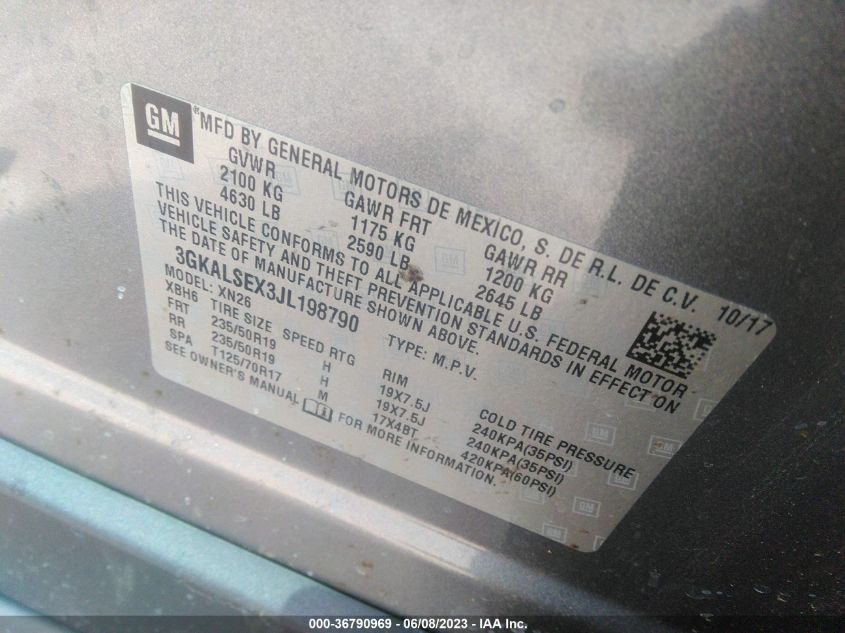 GM ® MFD BY GENERAL MOTORS DE MEXICO, S. DE R.L. DE C.V. 10/17
GVWR GAWR FRT GAWR RR
2100 KG 1175 KG 1200 KG
4630 LB 2590 LB 2645 LB
THIS VEHICLE CONFORMS TO ALL APPLICABLE U.S. FEDERAL MOTOR
VEHICLE SAFETY AND THEFT PREVENTION STANDARDS IN EFFECT ON
THE DATE OF MANUFACTURE SHOWN ABOVE.
3GKALSEX3JL198790 TYPE: M.P.V.
MODEL: XN26
XBH6 TIRE SIZE SPEED RTG RIM COLD TIRE PRESSURE
FRT 235/50R19 H 19X7.5J 240KPA(35PSI)
RR 235/50R19 H 19X7.5J 240KPA(35PSI)
SPA T125/70R17 M 17X4BT 420KPA(60PSI)
SEE OWNER'S MANUAL FOR MORE INFORMATION.
000-36790969 — 06/08/2023 — IAA Inc.